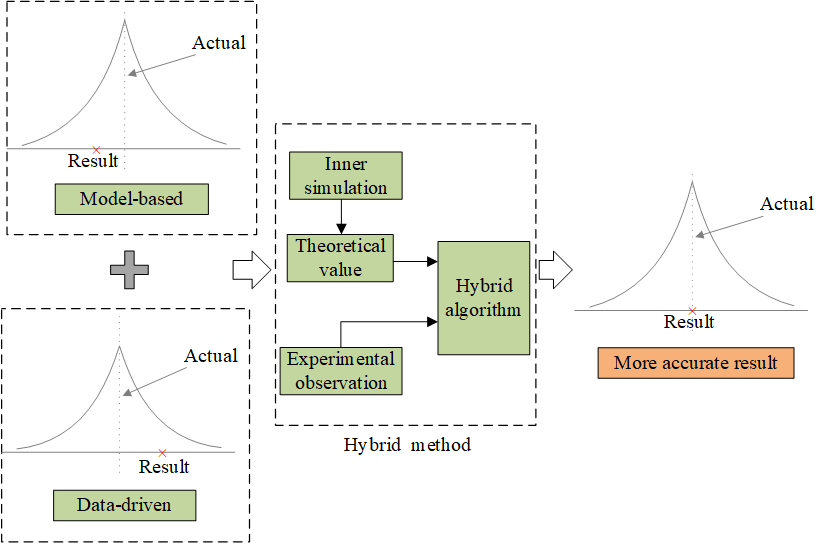 Actual
Result
Model-based
Actual
Result
Data-driven
Inner
simulation
Theoretical
value
Experimental
observation
Hybrid
algorithm
Hybrid method
Actual
Result
More accurate result